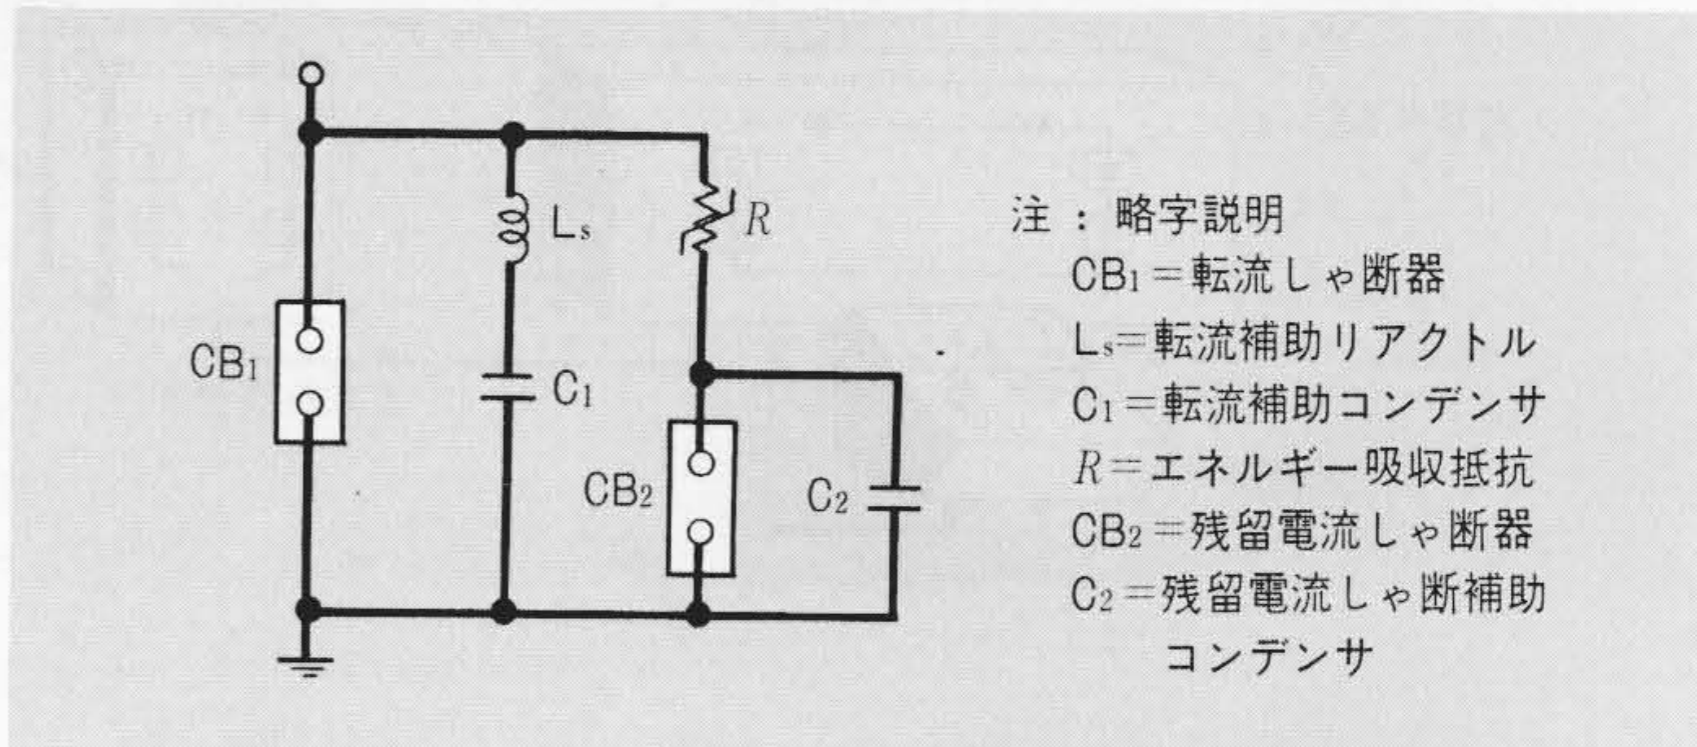 CB₁
Lₛ
C₁
R
CB₂
C₂
注：略字説明
CB₁＝転流しゃ断器
Lₛ＝転流補助リアクトル
C₁＝転流補助コンデンサ
R＝エネルギー吸収抵抗
CB₂＝残留電流しゃ断器
C₂＝残留電流しゃ断補助
コンデンサ